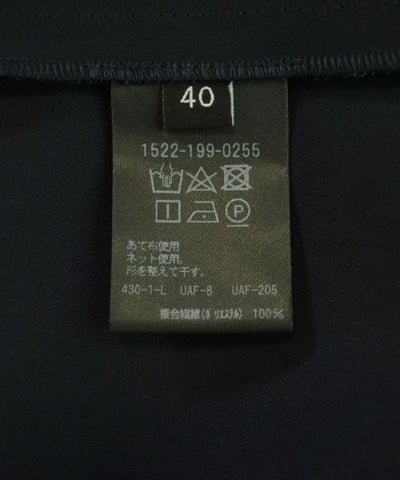 40
1522-199-0255
あて布使用
ネット使用。
形を整えて干す。
430-1-L UAF-8 UAF-205
複合繊維(ポリエステル) 100%